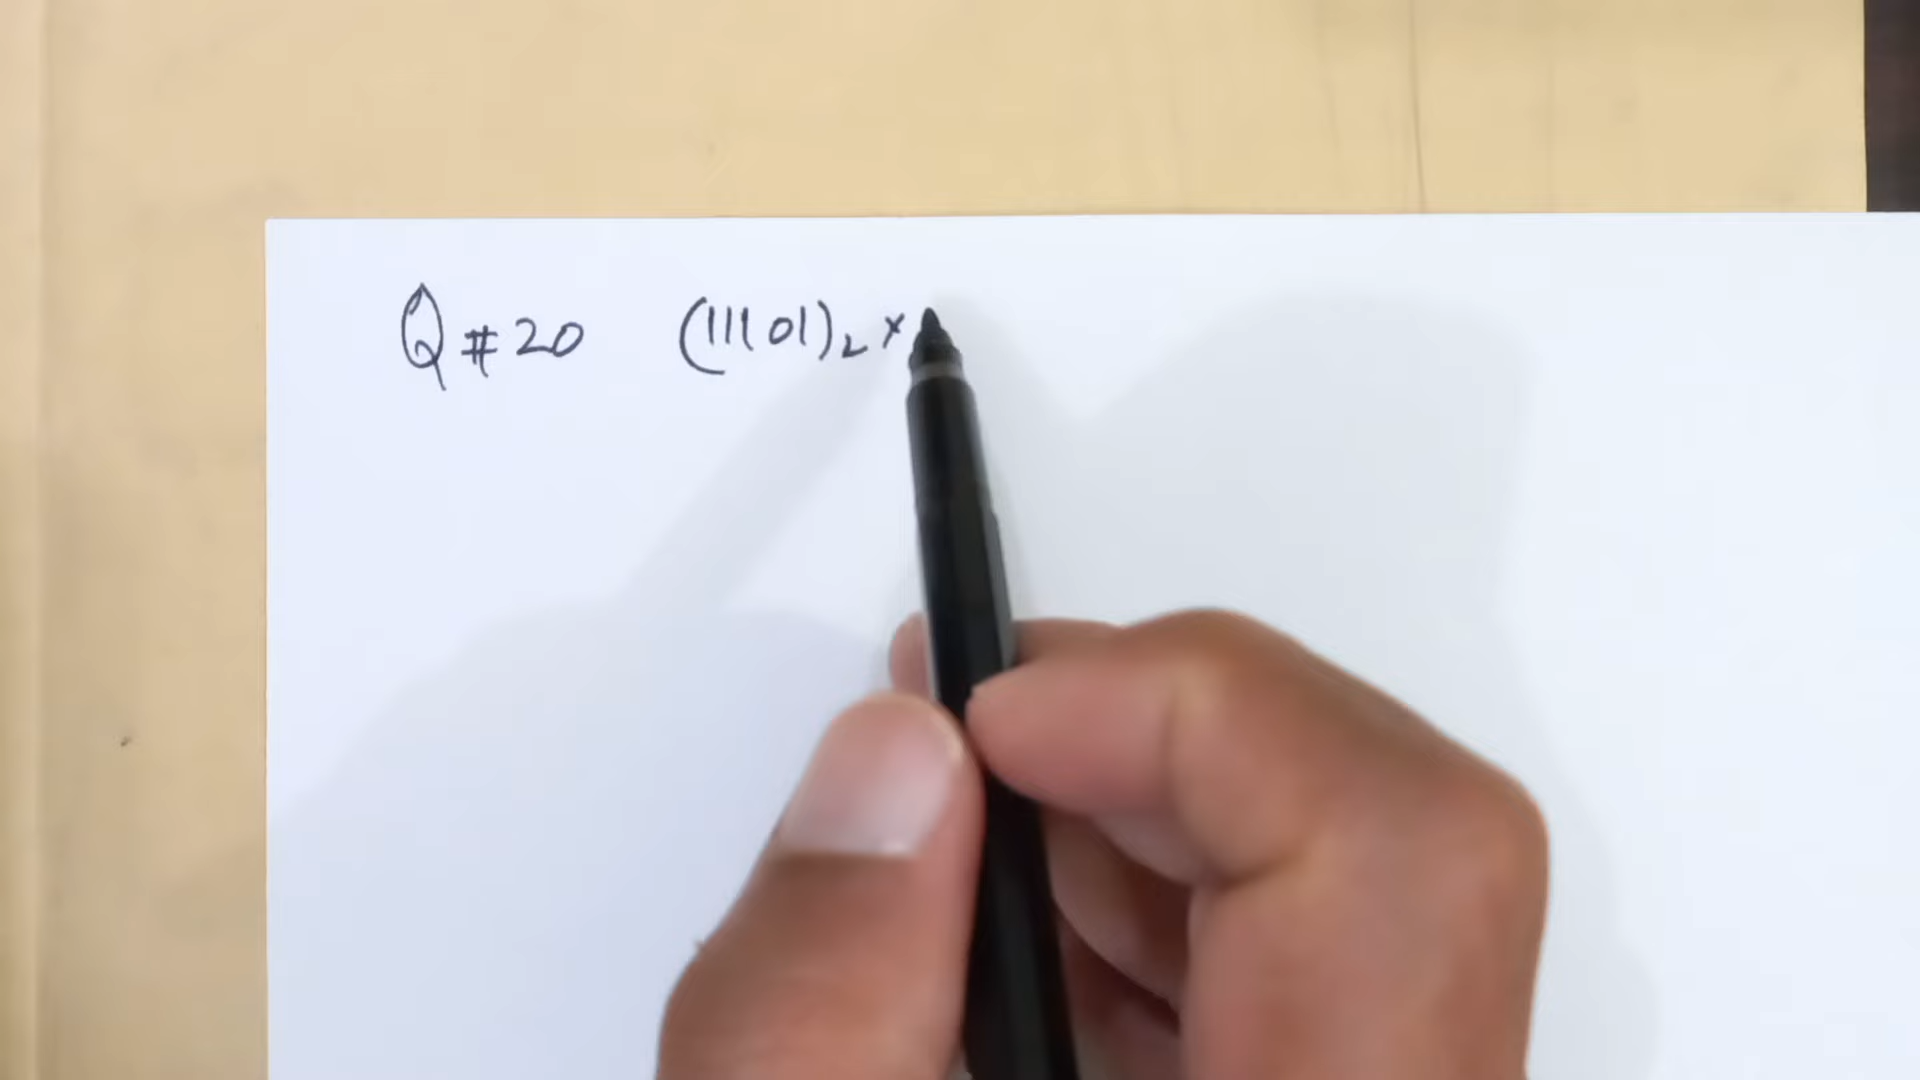 Q # 20 (11101)₂ ×